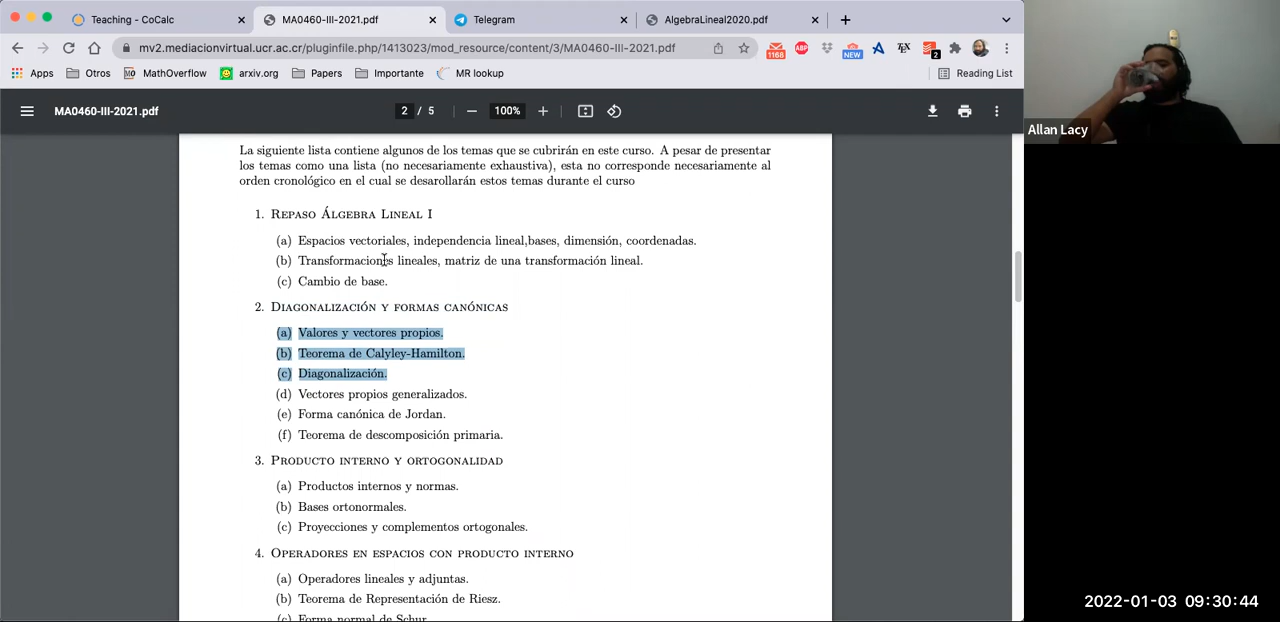 Teaching - CoCalc
MA0460-III-2021.pdf
Telegram
AlgebraLineal2020.pdf
mv2.mediacionvirtual.ucr.ac.cr/pluginfile.php/1413023/mod_resource/content/3/MA0460-III-2021.pdf
1168
ABP
NEW
2
Apps
Otros
MathOverflow
arxiv.org
Papers
Importante
MR lookup
Reading List
MA0460-III-2021.pdf
2 / 5
100%
Allan Lacy
La siguiente lista contiene algunos de los temas que se cubrirán en este curso. A pesar de presentar
los temas como una lista (no necesariamente exhaustiva), esta no corresponde necesariamente al
orden cronológico en el cual se desarollarán estos temas durante el curso
1. Repaso Álgebra Lineal I
(a) Espacios vectoriales, independencia lineal,bases, dimensión, coordenadas.
(b) Transformaciones lineales, matriz de una transformación lineal.
(c) Cambio de base.
2. Diagonalización y formas canónicas
(a) Valores y vectores propios.
(b) Teorema de Calyley-Hamilton.
(c) Diagonalización.
(d) Vectores propios generalizados.
(e) Forma canónica de Jordan.
(f) Teorema de descomposición primaria.
3. Producto interno y ortogonalidad
(a) Productos internos y normas.
(b) Bases ortonormales.
(c) Proyecciones y complementos ortogonales.
4. Operadores en espacios con producto interno
(a) Operadores lineales y adjuntas.
(b) Teorema de Representación de Riesz.
(c) Forma normal de Schur.
2022-01-03 09:30:44